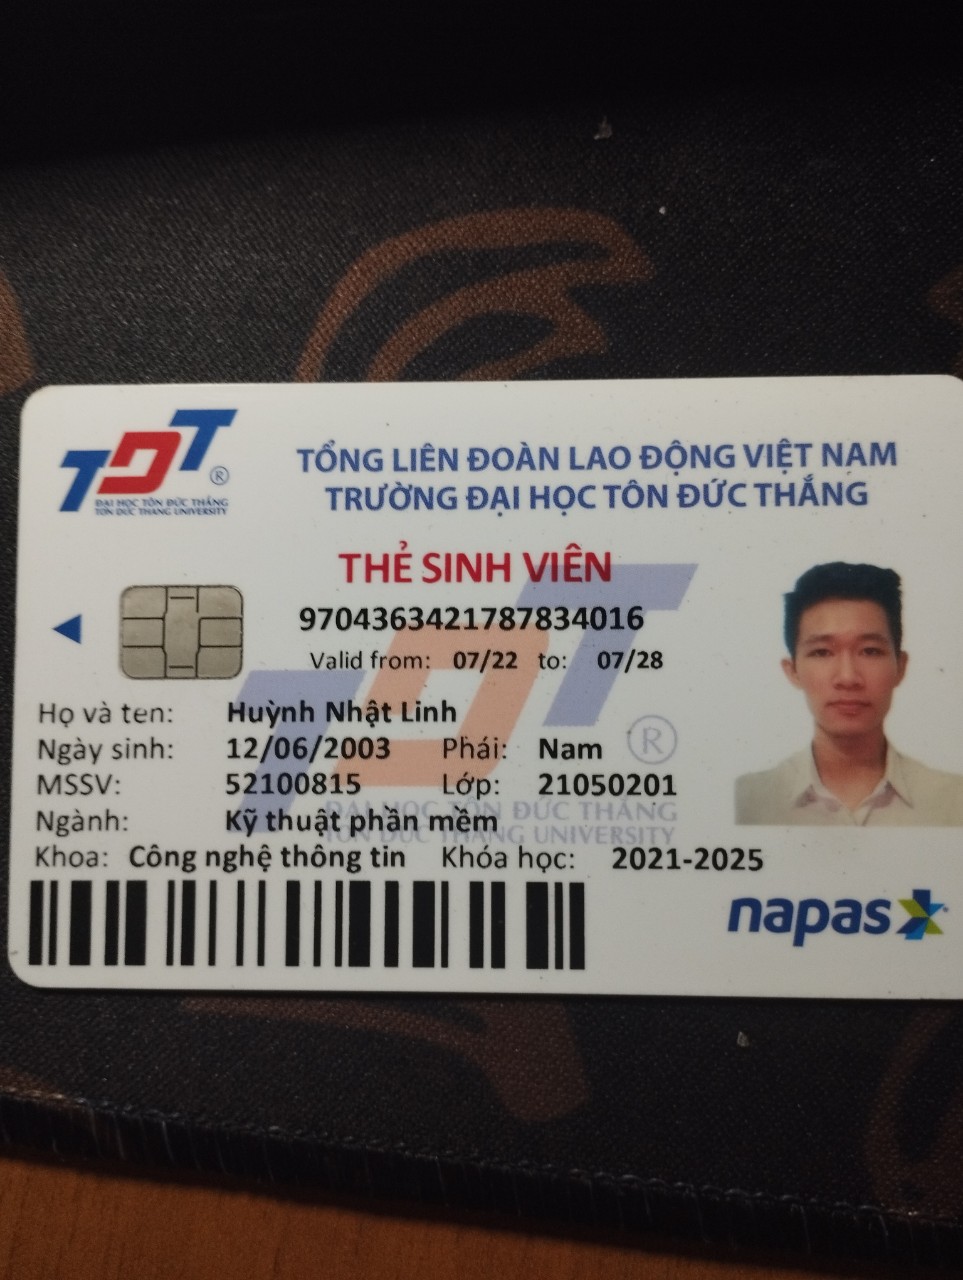 TDT ®
ĐẠI HỌC TÔN ĐỨC THẮNG
TON DUC THANG UNIVERSITY
TỔNG LIÊN ĐOÀN LAO ĐỘNG VIỆT NAM
TRƯỜNG ĐẠI HỌC TÔN ĐỨC THẮNG
THẺ SINH VIÊN
9704363421787834016
Valid from: 07/22 to: 07/28
Họ và ten: Huỳnh Nhật Linh
Ngày sinh: 12/06/2003 Phái: Nam
MSSV: 52100815 Lớp: 21050201
Ngành: Kỹ thuật phần mềm
Khoa: Công nghệ thông tin Khóa học: 2021-2025
TDT ®
ĐẠI HỌC TÔN ĐỨC THẮNG
TON DUC THANG UNIVERSITY
napas